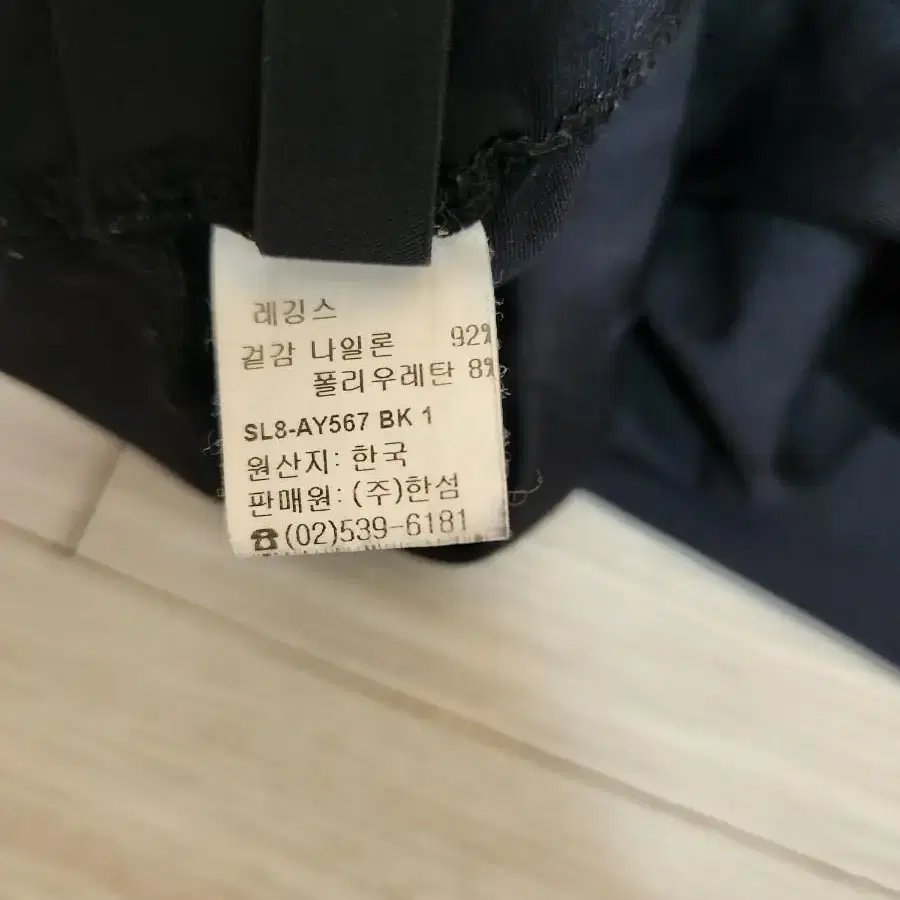 레깅스
겉감 나일론 92%
폴리우레탄 8%
SL8-AY567 BK 1
원산지: 한국
판매원: (주)한섬
☎(02)539-6181